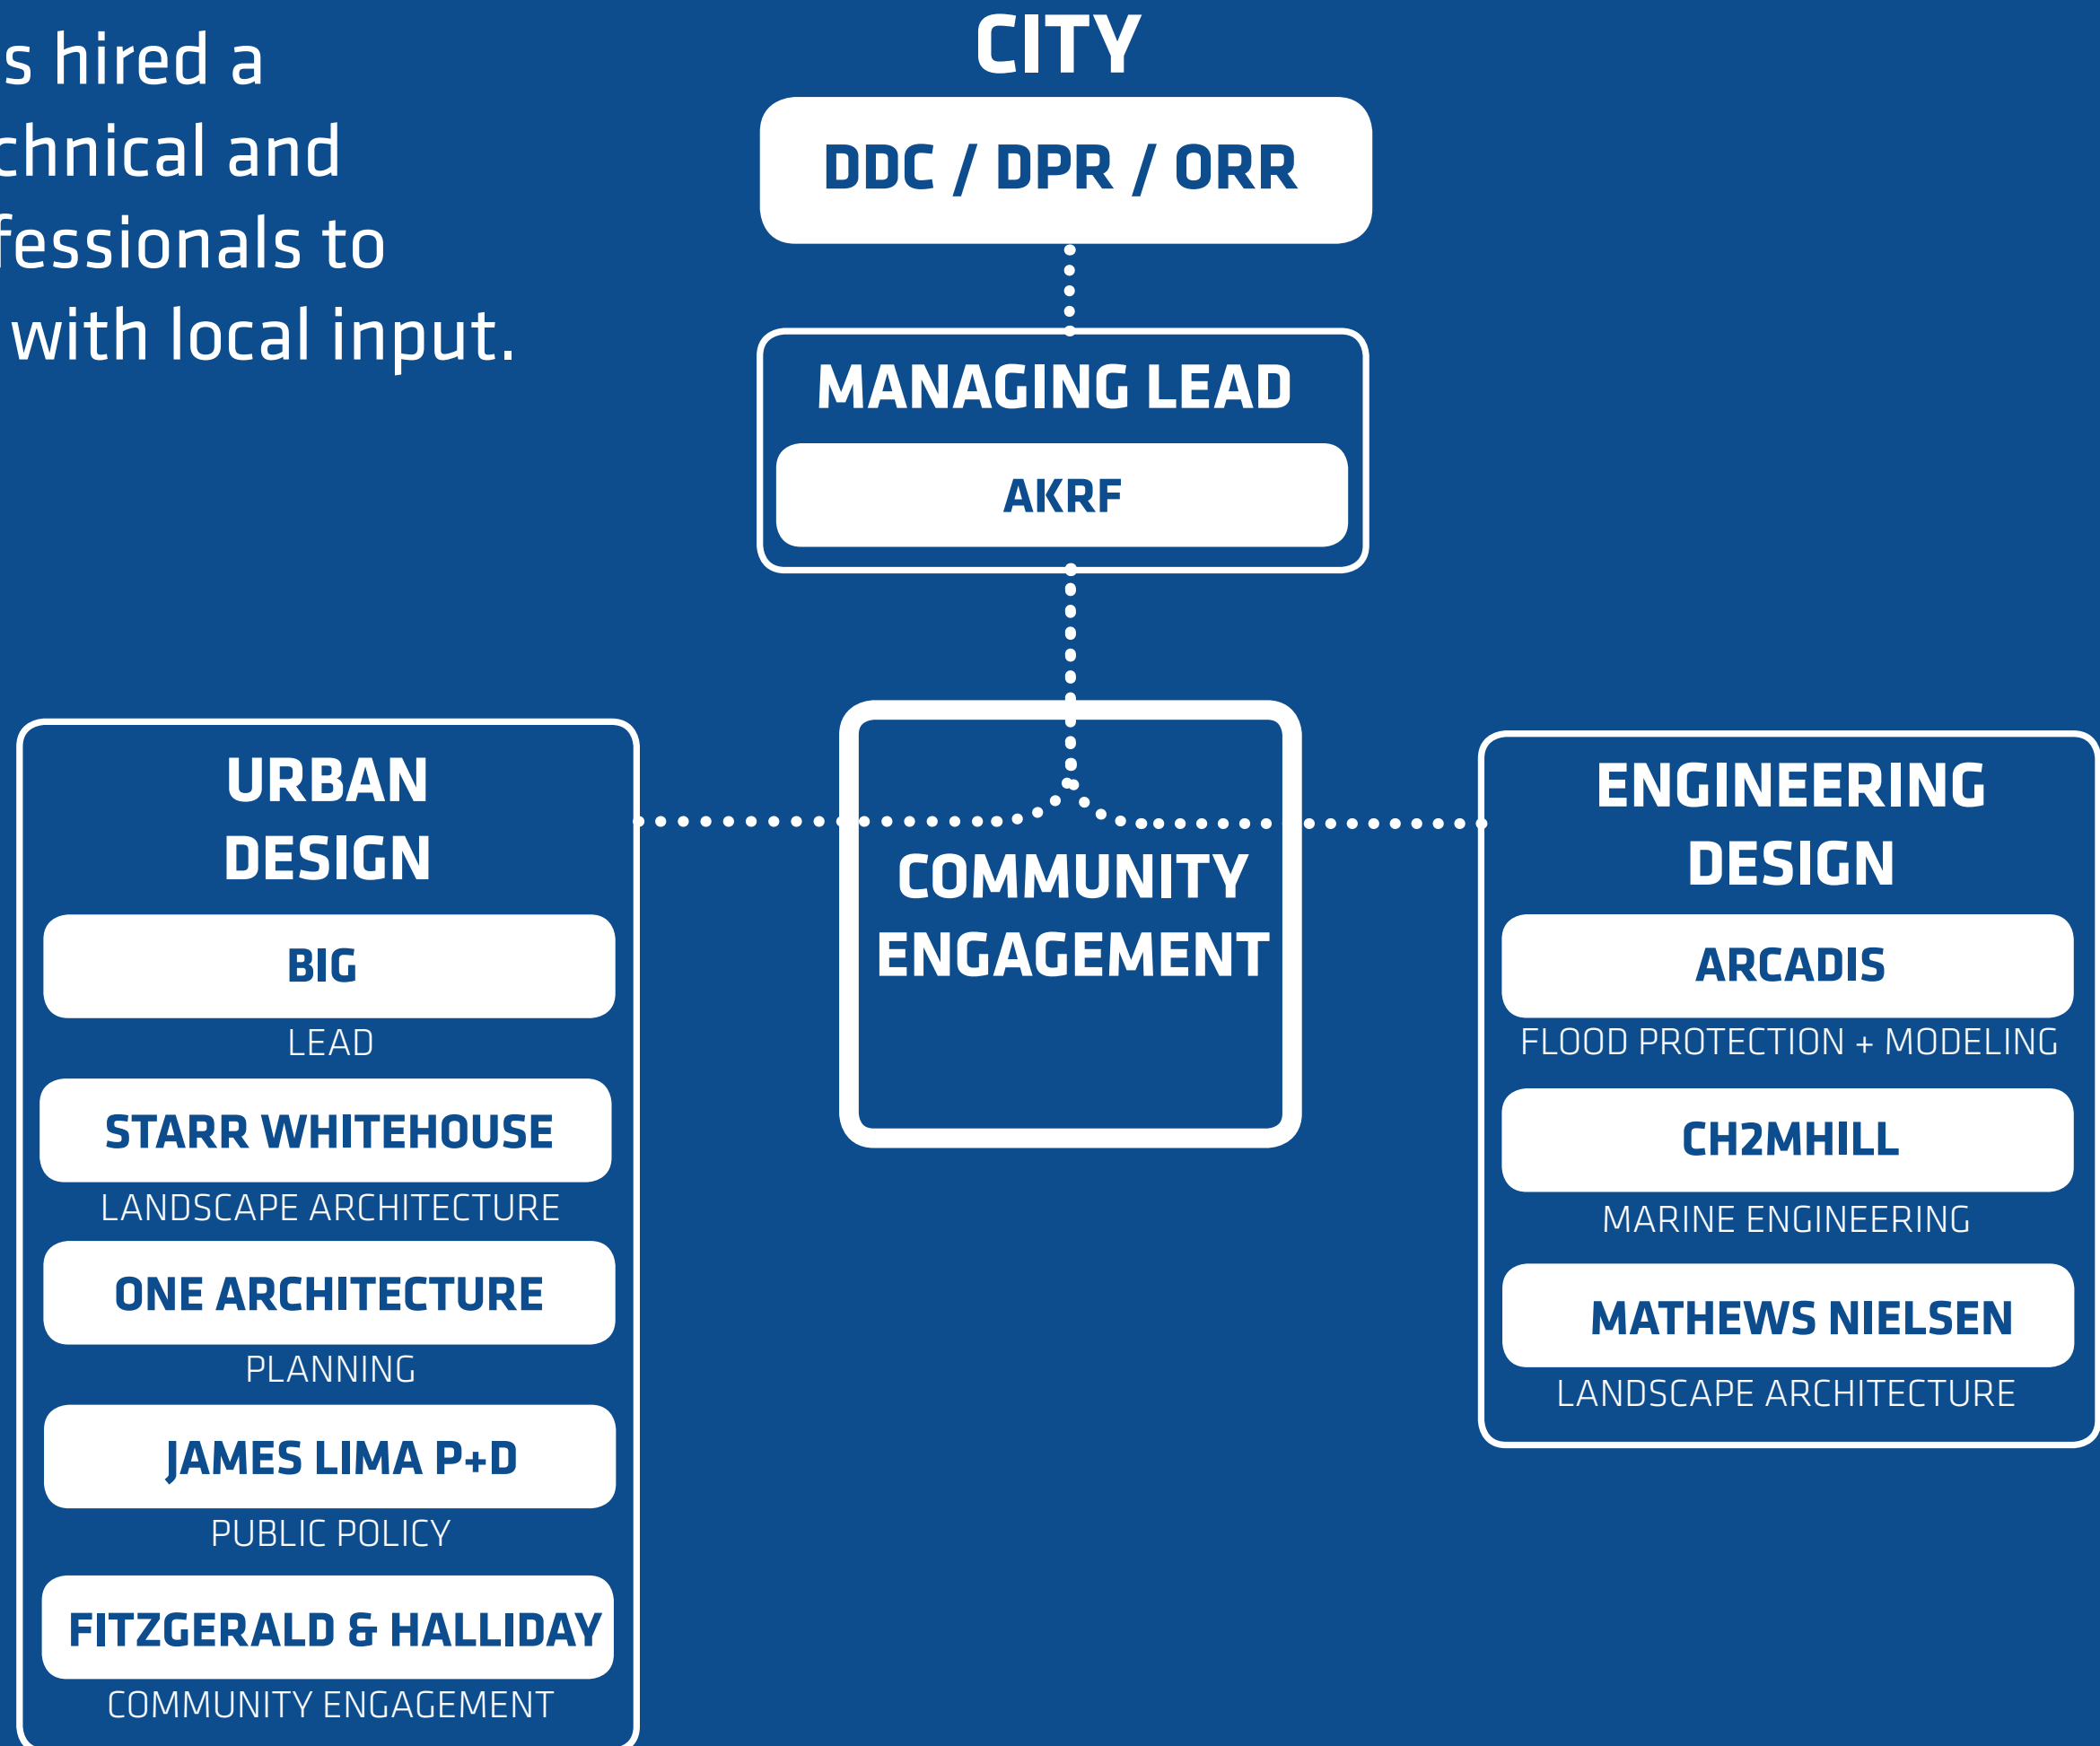 s hired a
chnical and
fessionals to
with local input.
CITY
DDC / DPR / ORR
MANAGING LEAD
AKRF
URBAN
DESIGN
BIG
LEAD
STARR WHITEHOUSE
LANDSCAPE ARCHITECTURE
ONE ARCHITECTURE
PLANNING
JAMES LIMA P+D
PUBLIC POLICY
FITZGERALD & HALLIDAY
COMMUNITY ENGAGEMENT
COMMUNITY
ENGAGEMENT
ENGINEERING
DESIGN
ARCADIS
FLOOD PROTECTION + MODELING
CH2MHILL
MARINE ENGINEERING
MATHEWS NIELSEN
LANDSCAPE ARCHITECTURE